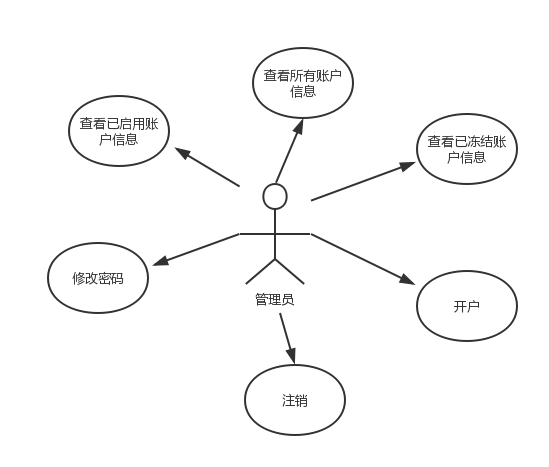 查看所有账户
信息
查看已启用账
户信息
查看已冻结账
户信息
修改密码
管理员
开户
注销